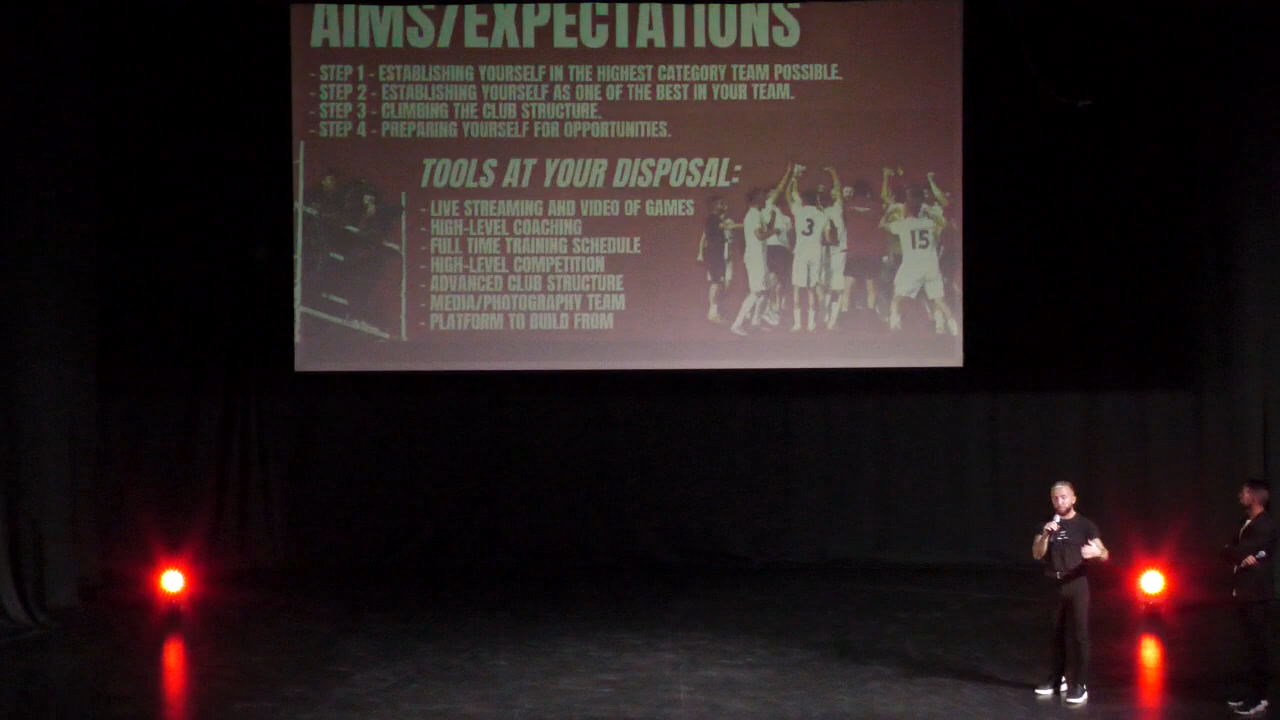 AIMS/EXPECTATIONS
- STEP 1 - ESTABLISHING YOURSELF IN THE HIGHEST CATEGORY TEAM POSSIBLE.
- STEP 2 - ESTABLISHING YOURSELF AS ONE OF THE BEST IN YOUR TEAM.
- STEP 3 - CLIMBING THE CLUB STRUCTURE.
- STEP 4 - PREPARING YOURSELF FOR OPPORTUNITIES.
TOOLS AT YOUR DISPOSAL:
- LIVE STREAMING AND VIDEO OF GAMES
- HIGH-LEVEL COACHING
- FULL TIME TRAINING SCHEDULE
- HIGH-LEVEL COMPETITION
- ADVANCED CLUB STRUCTURE
- MEDIA/PHOTOGRAPHY TEAM
- PLATFORM TO BUILD FROM
3
15